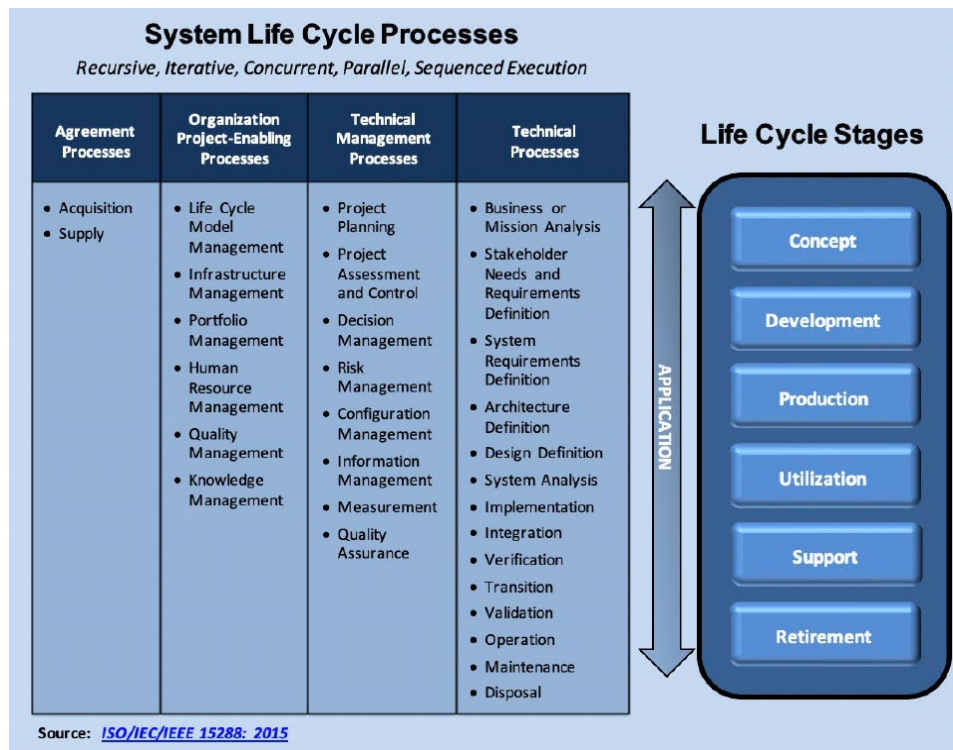 System Life Cycle Processes
Recursive, Iterative, Concurrent, Parallel, Sequenced Execution
Agreement
Processes
• Acquisition
• Supply
Organization
Project-Enabling
Processes
• Life Cycle
Model
Management
• Infrastructure
Management
• Portfolio
Management
• Human
Resource
Management
• Quality
Management
• Knowledge
Management
Technical
Management
Processes
• Project
Planning
• Project
Assessment
and Control
• Decision
Management
• Risk
Management
• Configuration
Management
• Information
Management
• Measurement
• Quality
Assurance
Technical
Processes
• Business or
Mission Analysis
• Stakeholder
Needs and
Requirements
Definition
• System
Requirements
Definition
• Architecture
Definition
• Design Definition
• System Analysis
• Implementation
• Integration
• Verification
• Transition
• Validation
• Operation
• Maintenance
• Disposal
APPLICATION
Life Cycle Stages
Concept
Development
Production
Utilization
Support
Retirement
Source: ISO/IEC/IEEE 15288: 2015